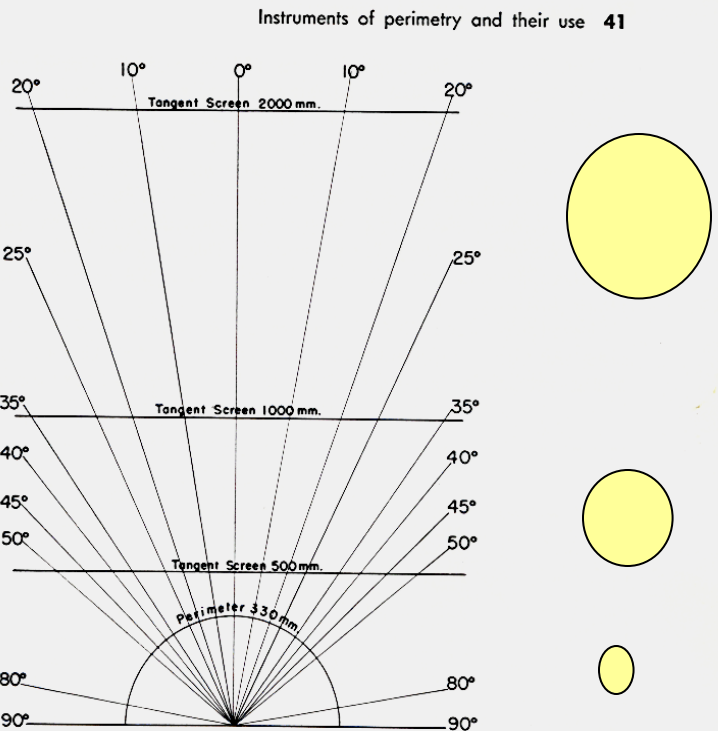 Instruments of perimetry and their use 41
20° 10° 0° 10° 20°
Tangent Screen 2000 mm.
25° 25°
35° 35°
Tangent Screen 1000 mm.
40° 40°
45° 45°
50° 50°
Tangent Screen 500 mm.
Perimeter 330 mm.
80° 80°
90° 90°